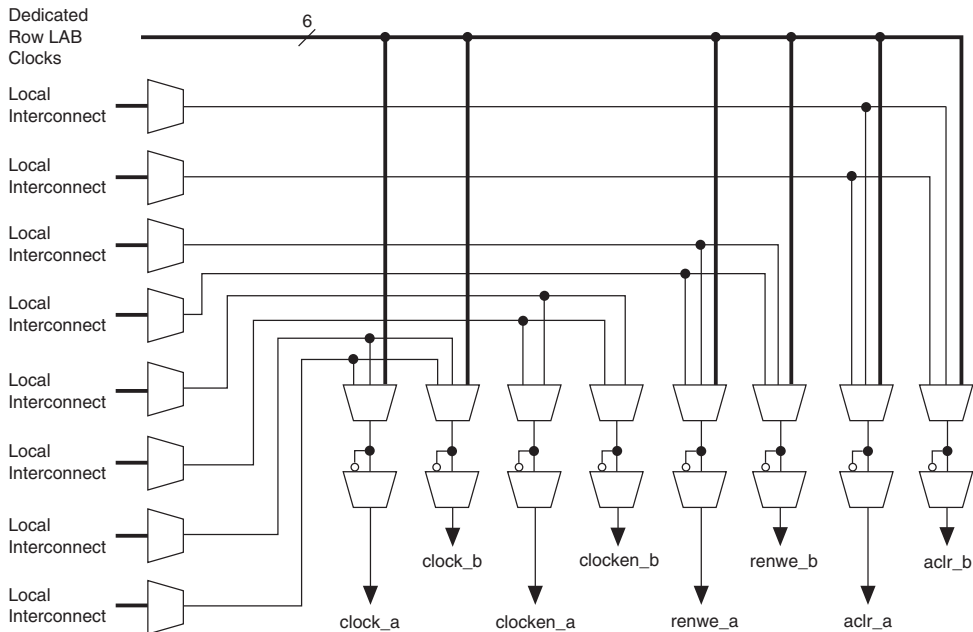 Dedicated
Row LAB
Clocks
6
Local
Interconnect
Local
Interconnect
Local
Interconnect
Local
Interconnect
Local
Interconnect
Local
Interconnect
Local
Interconnect
Local
Interconnect
clock_b
clocken_b
renwe_b
aclr_b
clock_a
clocken_a
renwe_a
aclr_a